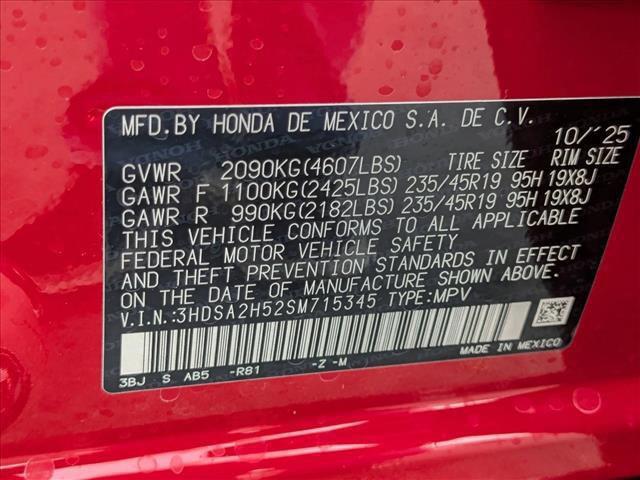 MFD.BY HONDA DE MEXICO S.A. DE C.V.
10/'25
GVWR 2090KG(4607LBS) TIRE SIZE RIM SIZE
GAWR F 1100KG(2425LBS) 235/45R19 95H 19X8J
GAWR R 990KG(2182LBS) 235/45R19 95H 19X8J
THIS VEHICLE CONFORMS TO ALL APPLICABLE
FEDERAL MOTOR VEHICLE SAFETY
AND THEFT PREVENTION STANDARDS IN EFFECT
ON THE DATE OF MANUFACTURE SHOWN ABOVE.
V.I.N.:3HDSA2H52SM715345 TYPE:MPV
3BJ S AB5 -R81 -Z-M
MADE IN MEXICO